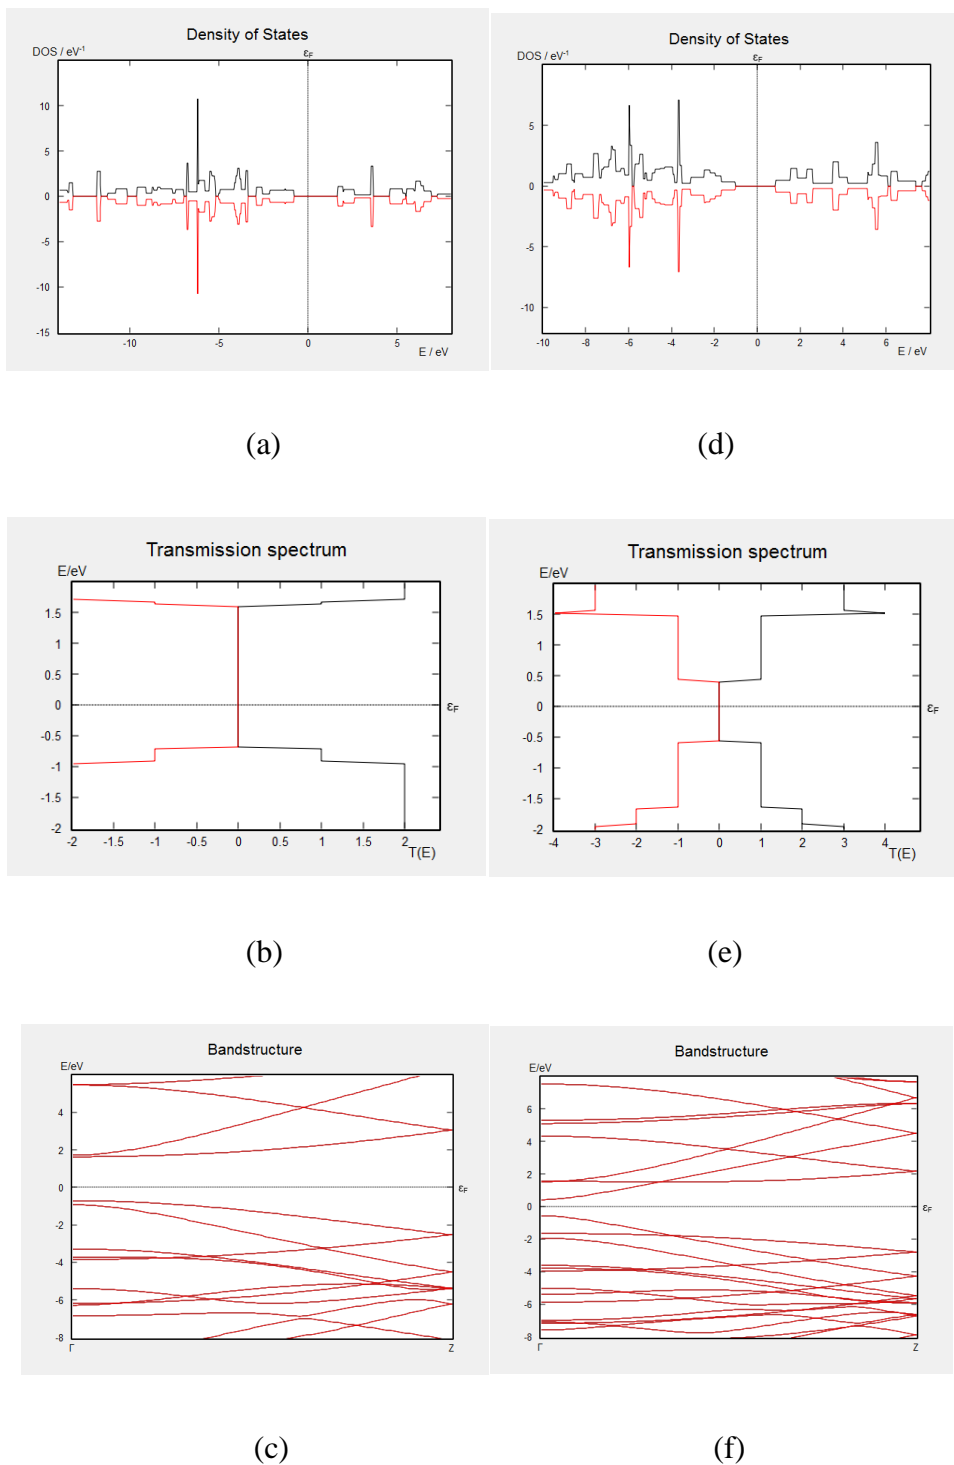 Density of States
DOS / eV-1
εF
10
5
0
-5
-10
-15
-10 -5 0 5
E / eV
(a)
Density of States
DOS / eV-1
εF
5
0
-5
-10
-10 -8 -6 -4 -2 0 2 4 6
E / eV
(d)
Transmission spectrum
E/eV
1.5
1
0.5
0
-0.5
-1
-1.5
-2
εF
-2 -1.5 -1 -0.5 0 0.5 1 1.5 2
T(E)
(b)
Transmission spectrum
E/eV
1.5
1
0.5
0
-0.5
-1
-1.5
-2
εF
-4 -3 -2 -1 0 1 2 3 4
T(E)
(e)
Bandstructure
E/eV
4
2
0
-2
-4
-6
-8
εF
Γ Z
(c)
Bandstructure
E/eV
6
4
2
0
-2
-4
-6
-8
εF
Γ Z
(f)